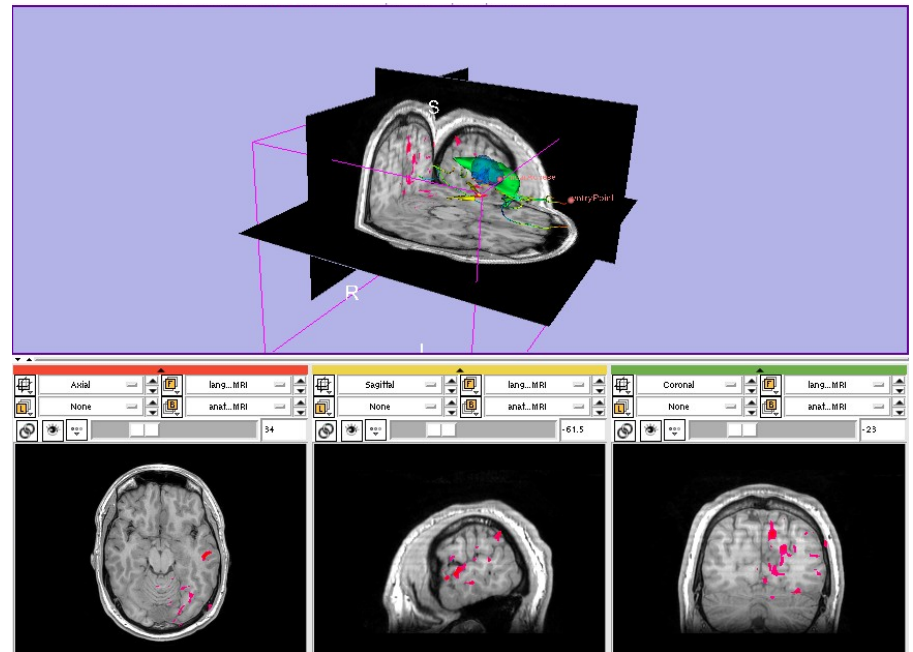 S
ntryPoint
R
Axial
F
lang...MRI
Sagittal
F
lang...MRI
Coronal
F
lang...MRI
L
None
B
anat...MRI
L
None
B
anat...MRI
L
None
B
anat...MRI
34
-61.5
-23